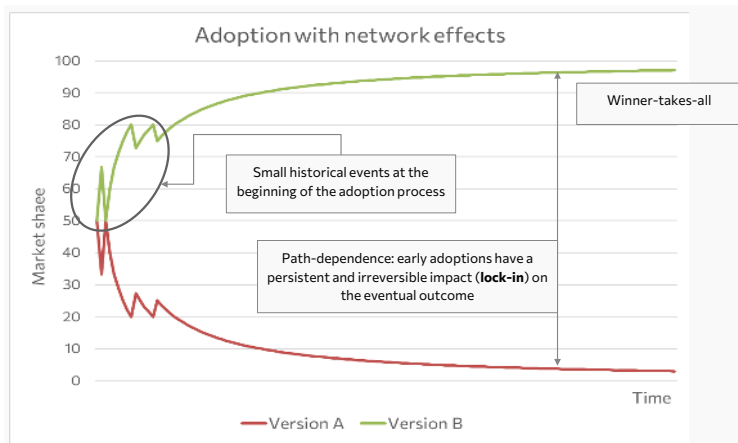 Adoption with network effects
100
90
80
70
60
50
40
30
20
10
0
Market shaee
Winner-takes-all
Small historical events at the
beginning of the adoption process
Path-dependence: early adoptions have a
persistent and irreversible impact (lock-in) on
the eventual outcome
Time
Version A
Version B